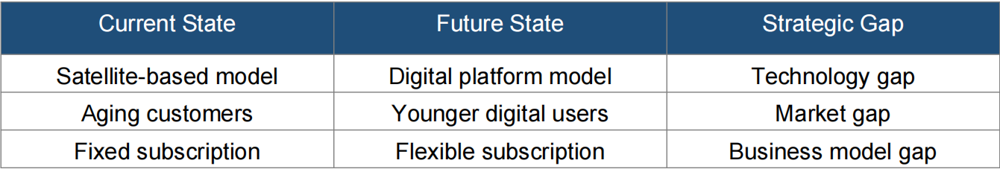 Current State Future State Strategic Gap
Satellite-based model Digital platform model Technology gap
Aging customers Younger digital users Market gap
Fixed subscription Flexible subscription Business model gap